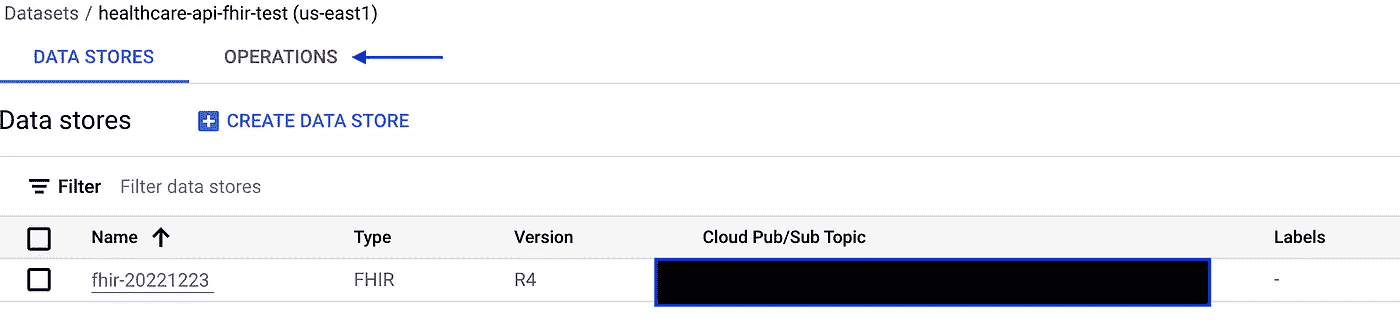 Datasets / healthcare-api-fhir-test (us-east1)
DATA STORES OPERATIONS
Data stores CREATE DATA STORE
Filter Filter data stores
Name Type Version Cloud Pub/Sub Topic Labels
fhir-20221223 FHIR R4 -